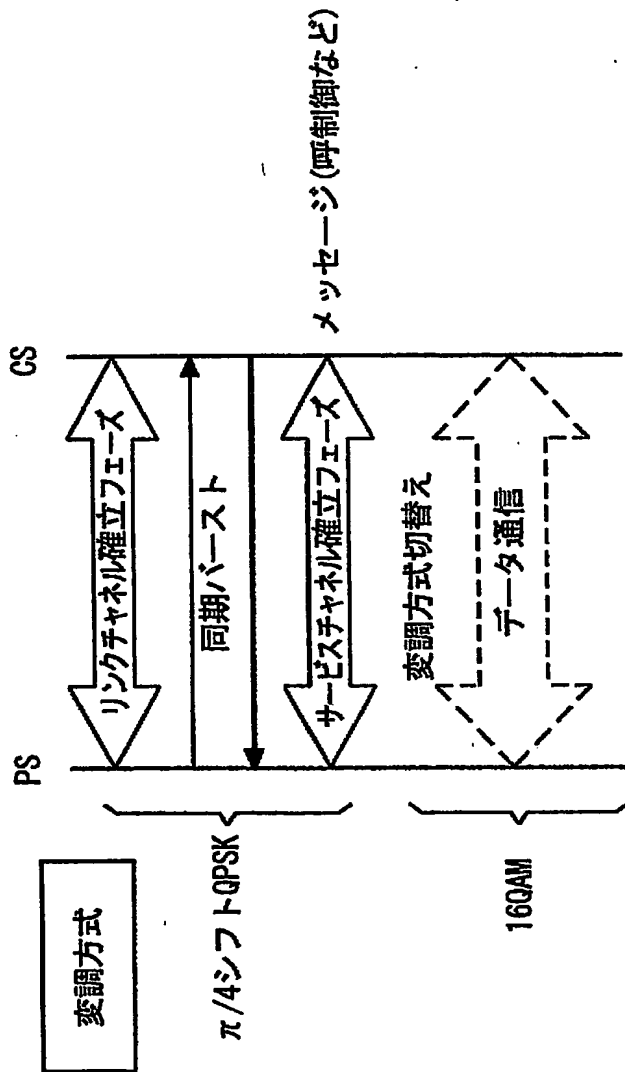 変調方式
PS
CS
リンクチャネル確立フェーズ
同期バースト
π/4シフトQPSK
サービスチャネル確立フェーズ
メッセージ(呼制御など)
変調方式切替え
16QAM
データ通信